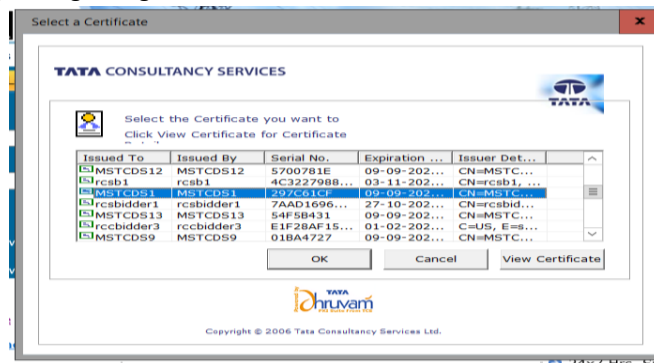 Select a Certificate
TATA CONSULTANCY SERVICES
TATA
Select the Certificate you want to
Click View Certificate for Certificate
Issued To Issued By Serial No. Expiration ... Issuer Det...
MSTCDS12 MSTCDS12 5700781E 09-09-202... CN=MSTC...
rcsb1 rcsb1 4C3227988... 03-11-202... CN=rcsb1, ...
MSTCDS1 MSTCDS1 297C61CF 09-09-202... CN=MSTC...
rcsbidder1 rcsbidder1 7AAD1696... 27-10-202... CN=rcsbid...
MSTCDS13 MSTCDS13 54F5B431 09-09-202... CN=MSTC...
rccbidder3 rccbidder3 E1F28AF15... 01-02-202... C=US, E=s...
MSTCDS9 MSTCDS9 01BA4727 09-09-202... CN=MSTC...
OK Cancel View Certificate
TATA
Dhruvam
Copyright © 2006 Tata Consultancy Services Ltd.